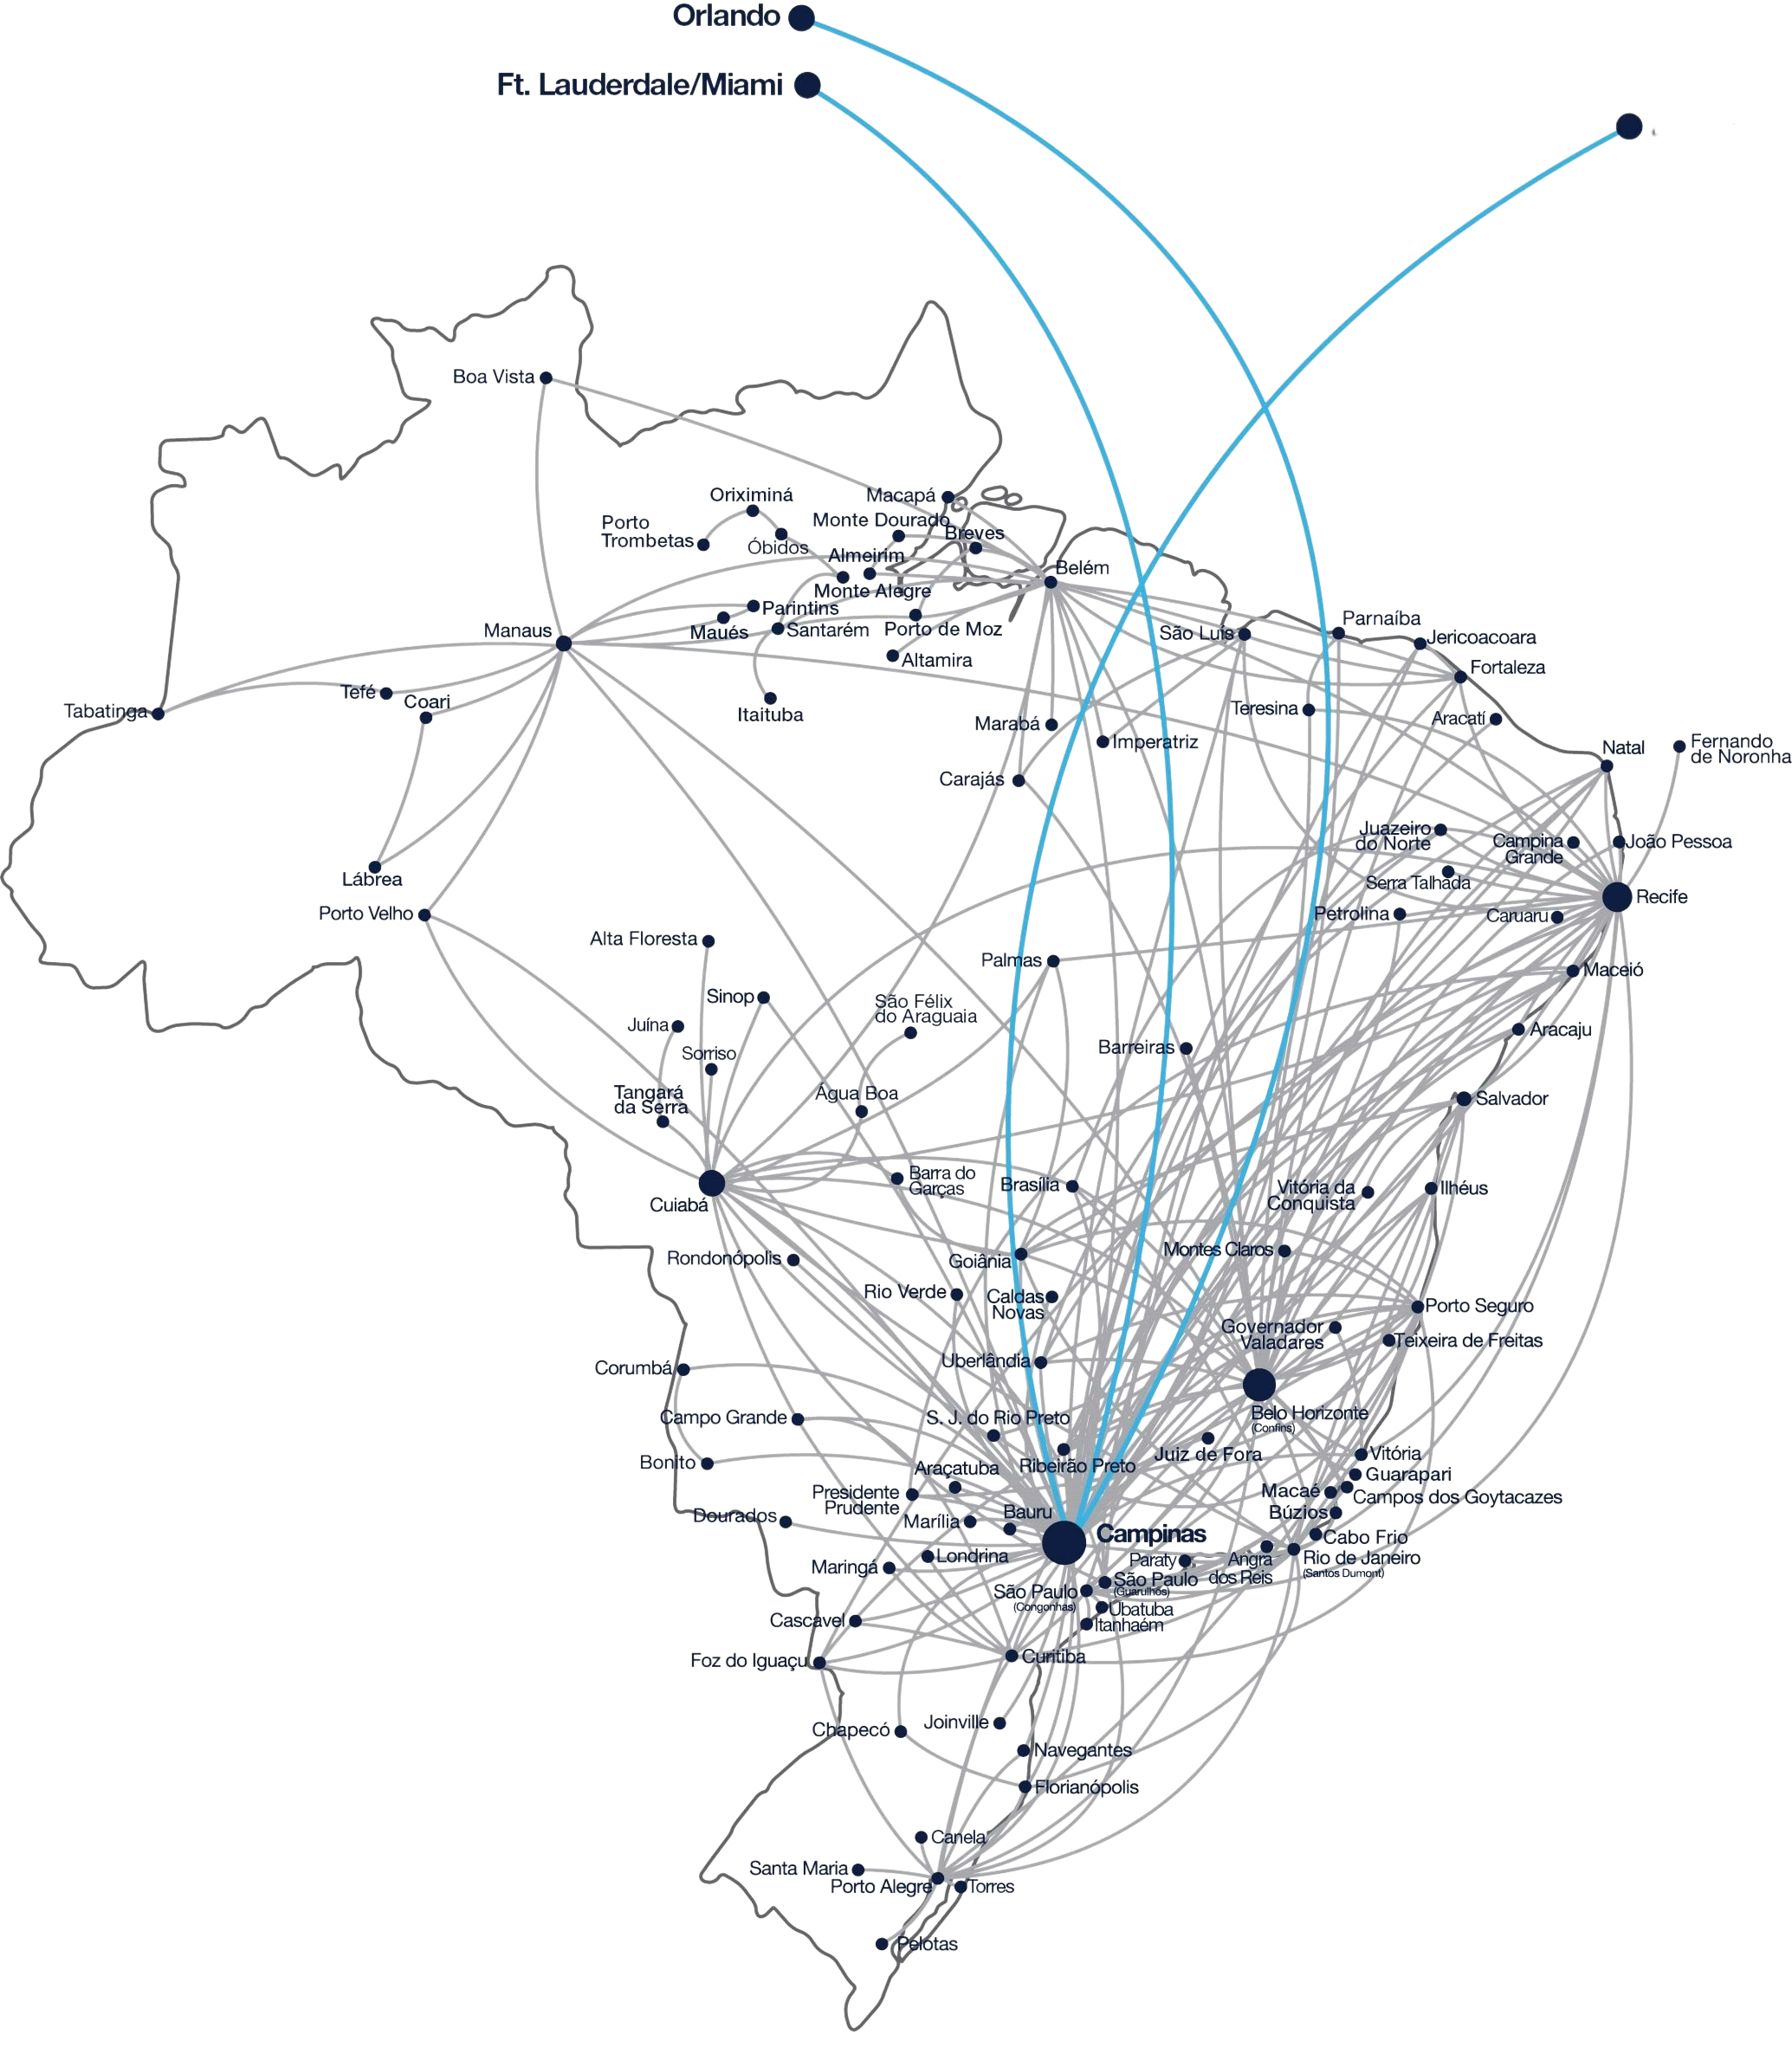 Orlando
Ft. Lauderdale/Miami
Boa Vista
Oriximiná
Macapá
Porto
Trombetas
Monte Dourado
Óbidos
Breves
Almeirim
Belém
Monte Alegre
Parintins
Manaus
Maués
Santarém
Porto de Moz
São Luís
Parnaíba
Jericoacoara
Altamira
Fortaleza
Tefé
Coari
Tabatinga
Itaituba
Marabá
Imperatriz
Teresina
Aracati
Natal
Fernando
de Noronha
Carajás
Juazeiro
do Norte
Campina
Grande
João Pessoa
Lábrea
Serra Talhada
Recife
Porto Velho
Petrolina
Caruaru
Alta Floresta
Palmas
Maceió
Sinop
São Félix
do Araguaia
Juína
Aracaju
Sorriso
Barreiras
Tangará
da Serra
Água Boa
Salvador
Barra do
Garças
Brasília
Vitória da
Conquista
Ilhéus
Cuiabá
Rondonópolis
Goiânia
Montes Claros
Rio Verde
Caldas
Novas
Porto Seguro
Governador
Valadares
Teixeira de Freitas
Corumbá
Uberlândia
Campo Grande
S. J. do Rio Preto
Belo Horizonte
(Confins)
Bonito
Araçatuba
Ribeirão Preto
Juiz de Fora
Vitória
Guarapari
Presidente
Prudente
Macaé
Campos dos Goytacazes
Dourados
Marília
Bauru
Búzios
Campinas
Cabo Frio
Maringá
Londrina
Paraty
Angra
dos Reis
Rio de Janeiro
(Santos Dumont)
São Paulo
(Guarulhos)
São Paulo
(Congonhas)
Ubatuba
Itanhaém
Cascavel
Foz do Iguaçu
Curitiba
Chapecó
Joinville
Navegantes
Florianópolis
Canela
Santa Maria
Porto Alegre
Torres
Pelotas